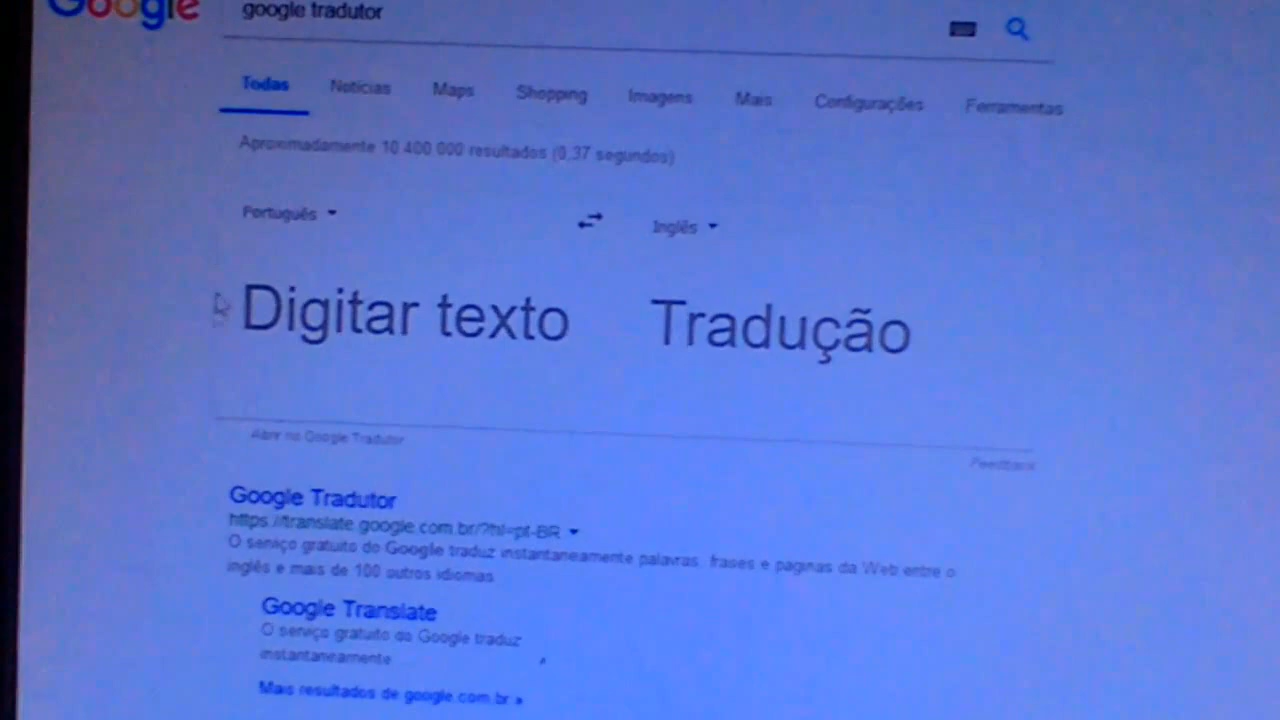 Google google tradutor
Todas Notícias Maps Shopping Imagens Mais Configurações Ferramentas
Aproximadamente 10.400.000 resultados (0,37 segundos)
Português Inglês
Digitar texto Tradução
Abrir no Google Tradutor
Feedback
Google Tradutor
https://translate.google.com.br/?hl=pt-BR
O serviço gratuito do Google traduz instantaneamente palavras, frases e páginas da Web entre o
inglês e mais de 100 outros idiomas.
Google Translate
O serviço gratuito do Google traduz
instantaneamente
Mais resultados de google.com.br »